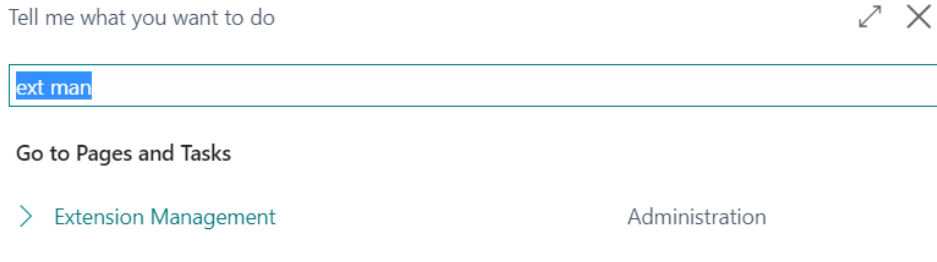 Tell me what you want to do
ext man
Go to Pages and Tasks
Extension Management Administration